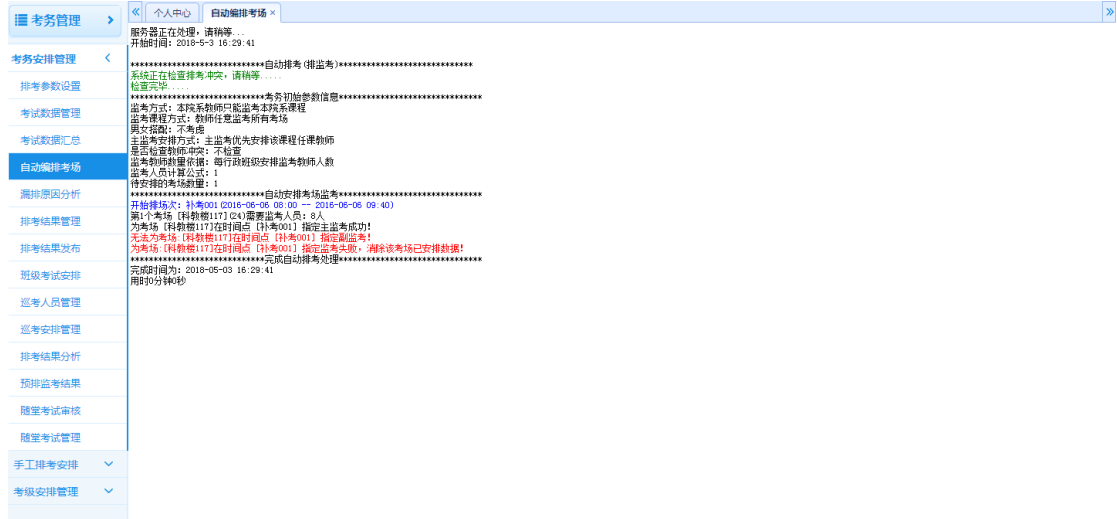 考务管理
考务安排管理
排考参数设置
考试数据管理
考试数据汇总
自动编排考场
漏排原因分析
排考结果管理
排考结果发布
班级考试安排
巡考人员管理
巡考安排管理
排考结果分析
预排监考结果
随堂考试审核
随堂考试管理
手工排考安排
考级安排管理
个人中心 自动编排考场 ×
服务器正在处理，请稍等...
开始时间：2018-5-3 16:29:41
*****************************自动排考(排监考)*****************************
系统正在检查排考冲突，请稍等.....
检查完毕.....
*****************************考务初始参数信息*******************************
监考方式：本院系教师只能监考本院系课程
监考课程方式：教师任意监考所有考场
男女搭配：不考虑
主监考安排方式：主监考优先安排该课程任课教师
是否检查教师冲突：不检查
监考教师数量依据：每行政班级安排监考教师人数
监考人员计算公式：1
待安排的考场数量：1
*****************************自动安排考场监考*******************************
开始排场次：补考001(2016-06-06 08:00 -- 2016-06-06 09:40)
第1个考场 [科教楼117](24)需要监考人员：8人
为考场 [科教楼117]在时间点 [补考001] 指定主监考成功!
无法为考场:[科教楼117]在时间点 [补考001] 指定副监考!
为考场:[科教楼117]在时间点 [补考001] 指定监考失败，清除该考场已安排数据!
*****************************完成自动排考处理*******************************
完成时间为：2018-05-03 16:29:41
用时0分钟0秒